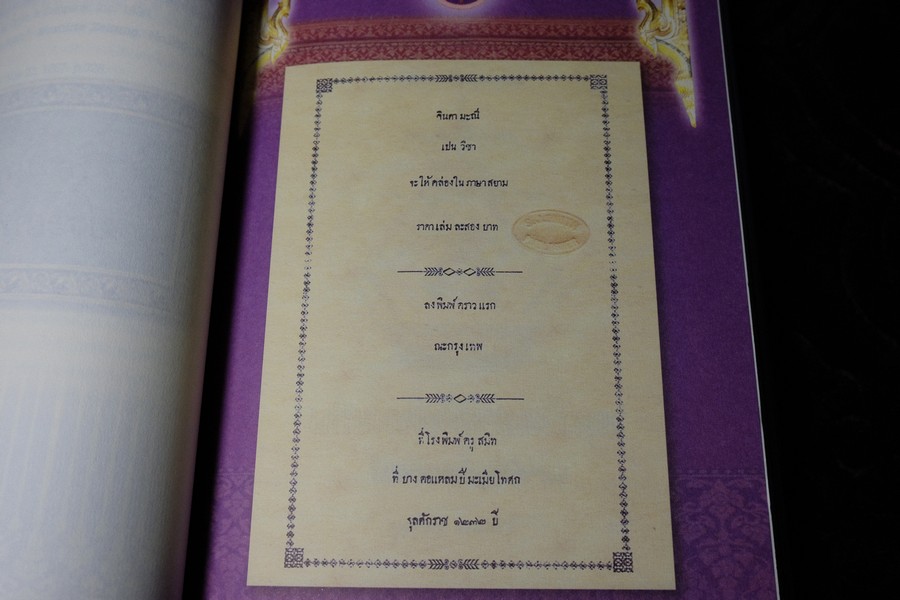 จินดา มะณี
เปน วิชา
จะ ให้ คล่องใน ภาษาสยาม
ราคา เล่ม ละสอง บาท
ลง พิมพ์ คราว แรก
ณะกรุง เทพ
ที่ โรง พิมพ์ ครู สมิท
ที่ บาง คอแหลม ปี มะเมีย โทศก
จุลศักราช ๑๒๓๒ ปี